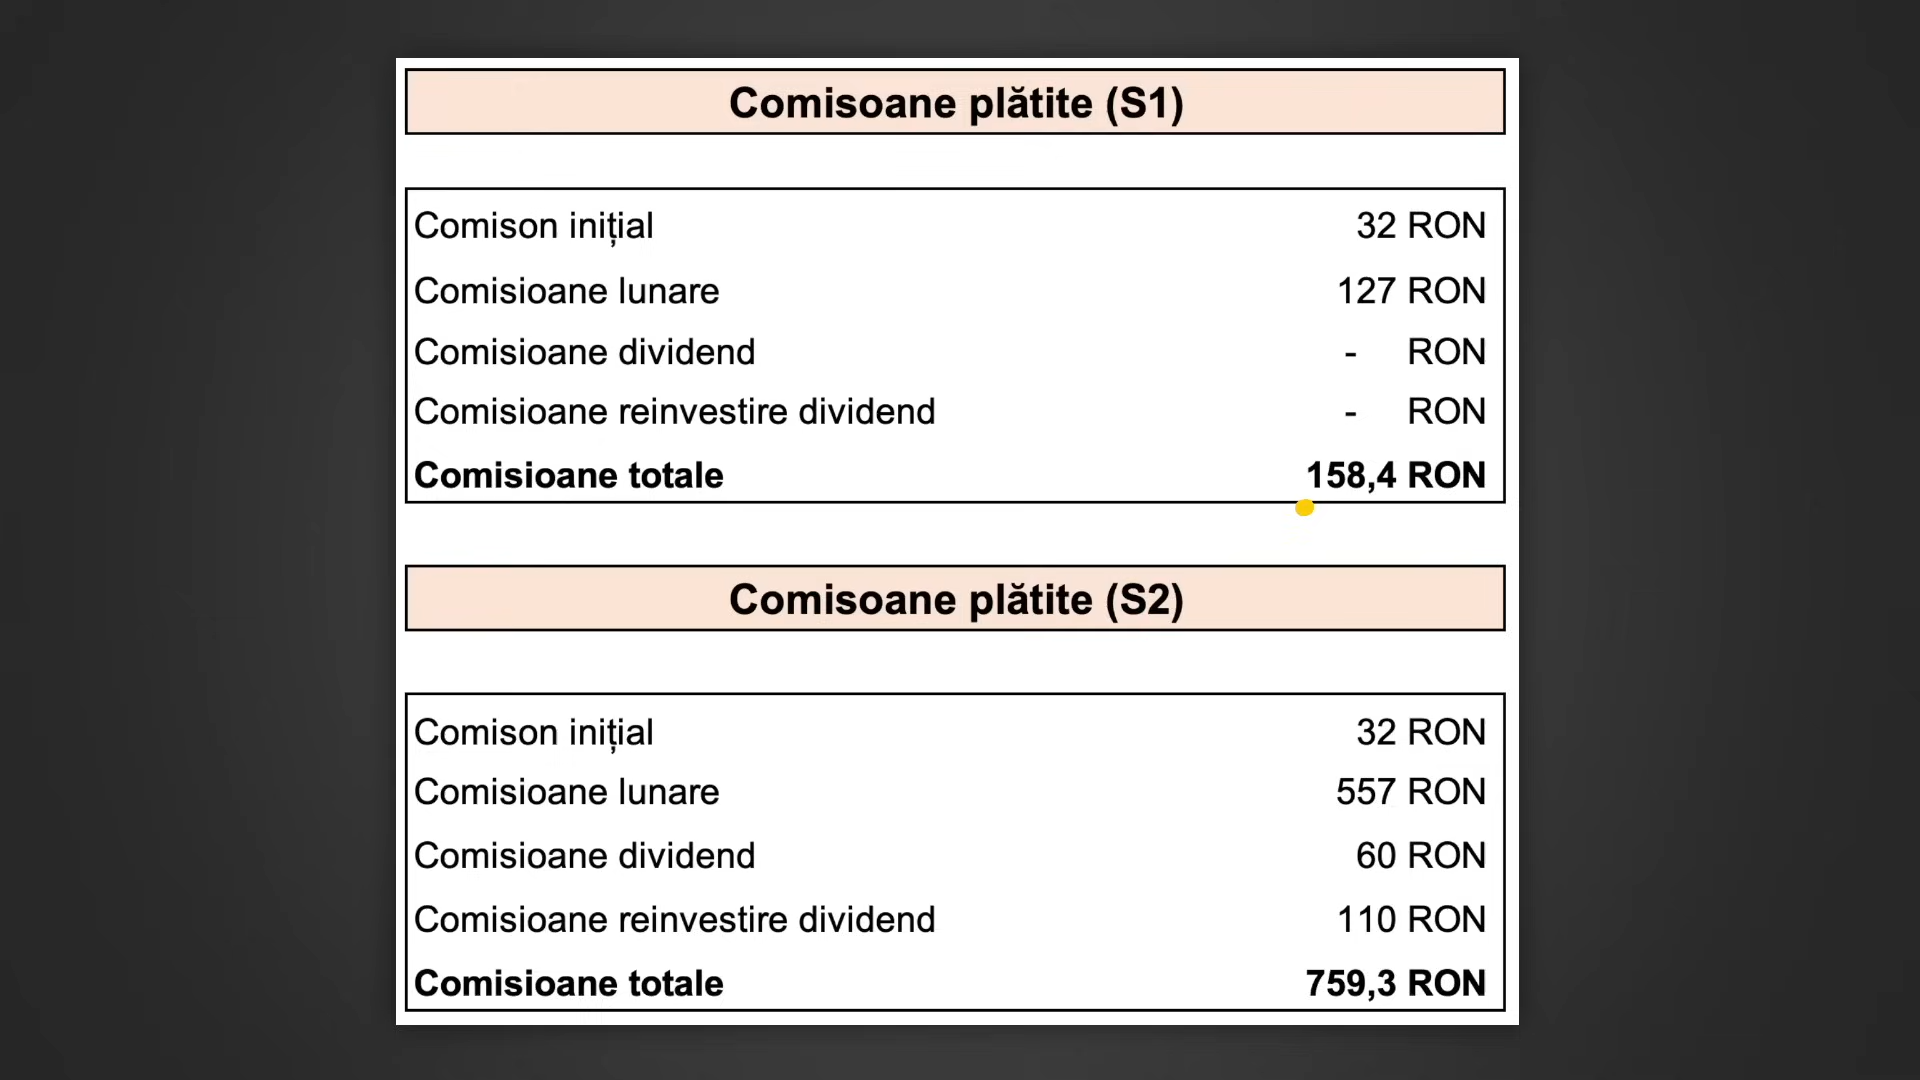 Comisoane plătite (S1)
Comison inițial 32 RON
Comisioane lunare 127 RON
Comisioane dividend - RON
Comisioane reinvestire dividend - RON
Comisioane totale 158,4 RON
Comisoane plătite (S2)
Comison inițial 32 RON
Comisioane lunare 557 RON
Comisioane dividend 60 RON
Comisioane reinvestire dividend 110 RON
Comisioane totale 759,3 RON